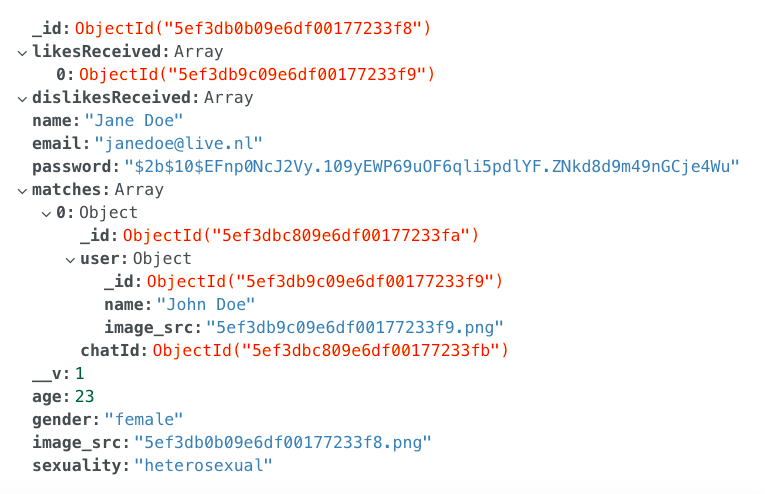 _id: ObjectId("5ef3db0b09e6df00177233f8")
likesReceived: Array
0: ObjectId("5ef3db9c09e6df00177233f9")
dislikesReceived: Array
name: "Jane Doe"
email: "janedoe@live.nl"
password: "$2b$10$EFnp0NcJ2Vy.109yEWP69uOF6qli5pdlYF.ZNkd8d9m49nGCje4Wu"
matches: Array
0: Object
_id: ObjectId("5ef3dbc809e6df00177233fa")
user: Object
_id: ObjectId("5ef3db9c09e6df00177233f9")
name: "John Doe"
image_src: "5ef3db9c09e6df00177233f9.png"
chatId: ObjectId("5ef3dbc809e6df00177233fb")
__v: 1
age: 23
gender: "female"
image_src: "5ef3db0b09e6df00177233f8.png"
sexuality: "heterosexual"